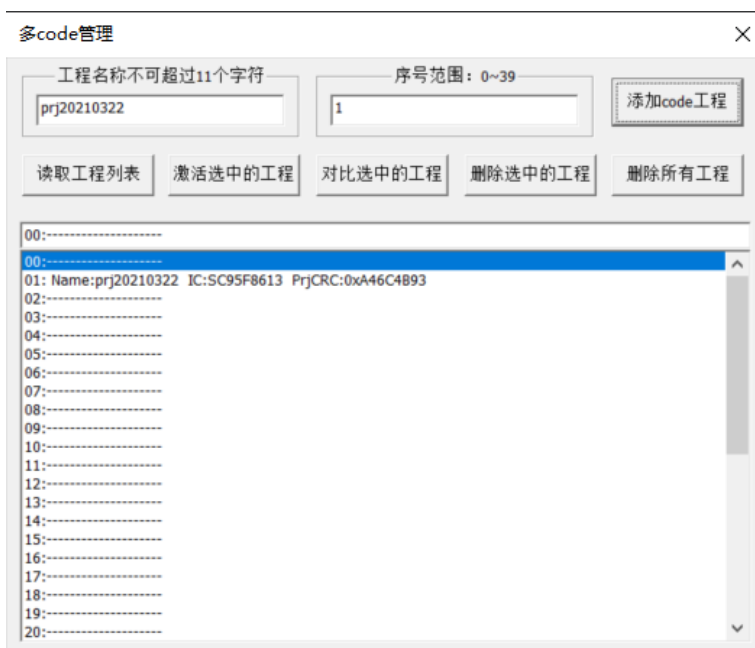 多code管理
工程名称不可超过11个字符
序号范围：0~39
prj20210322
1
添加code工程
读取工程列表
激活选中的工程
对比选中的工程
删除选中的工程
删除所有工程
00:--------------------
00:--------------------
01: Name:prj20210322 IC:SC95F8613 PrjCRC:0xA46C4B93
02:--------------------
03:--------------------
04:--------------------
05:--------------------
06:--------------------
07:--------------------
08:--------------------
09:--------------------
10:--------------------
11:--------------------
12:--------------------
13:--------------------
14:--------------------
15:--------------------
16:--------------------
17:--------------------
18:--------------------
19:--------------------
20:--------------------